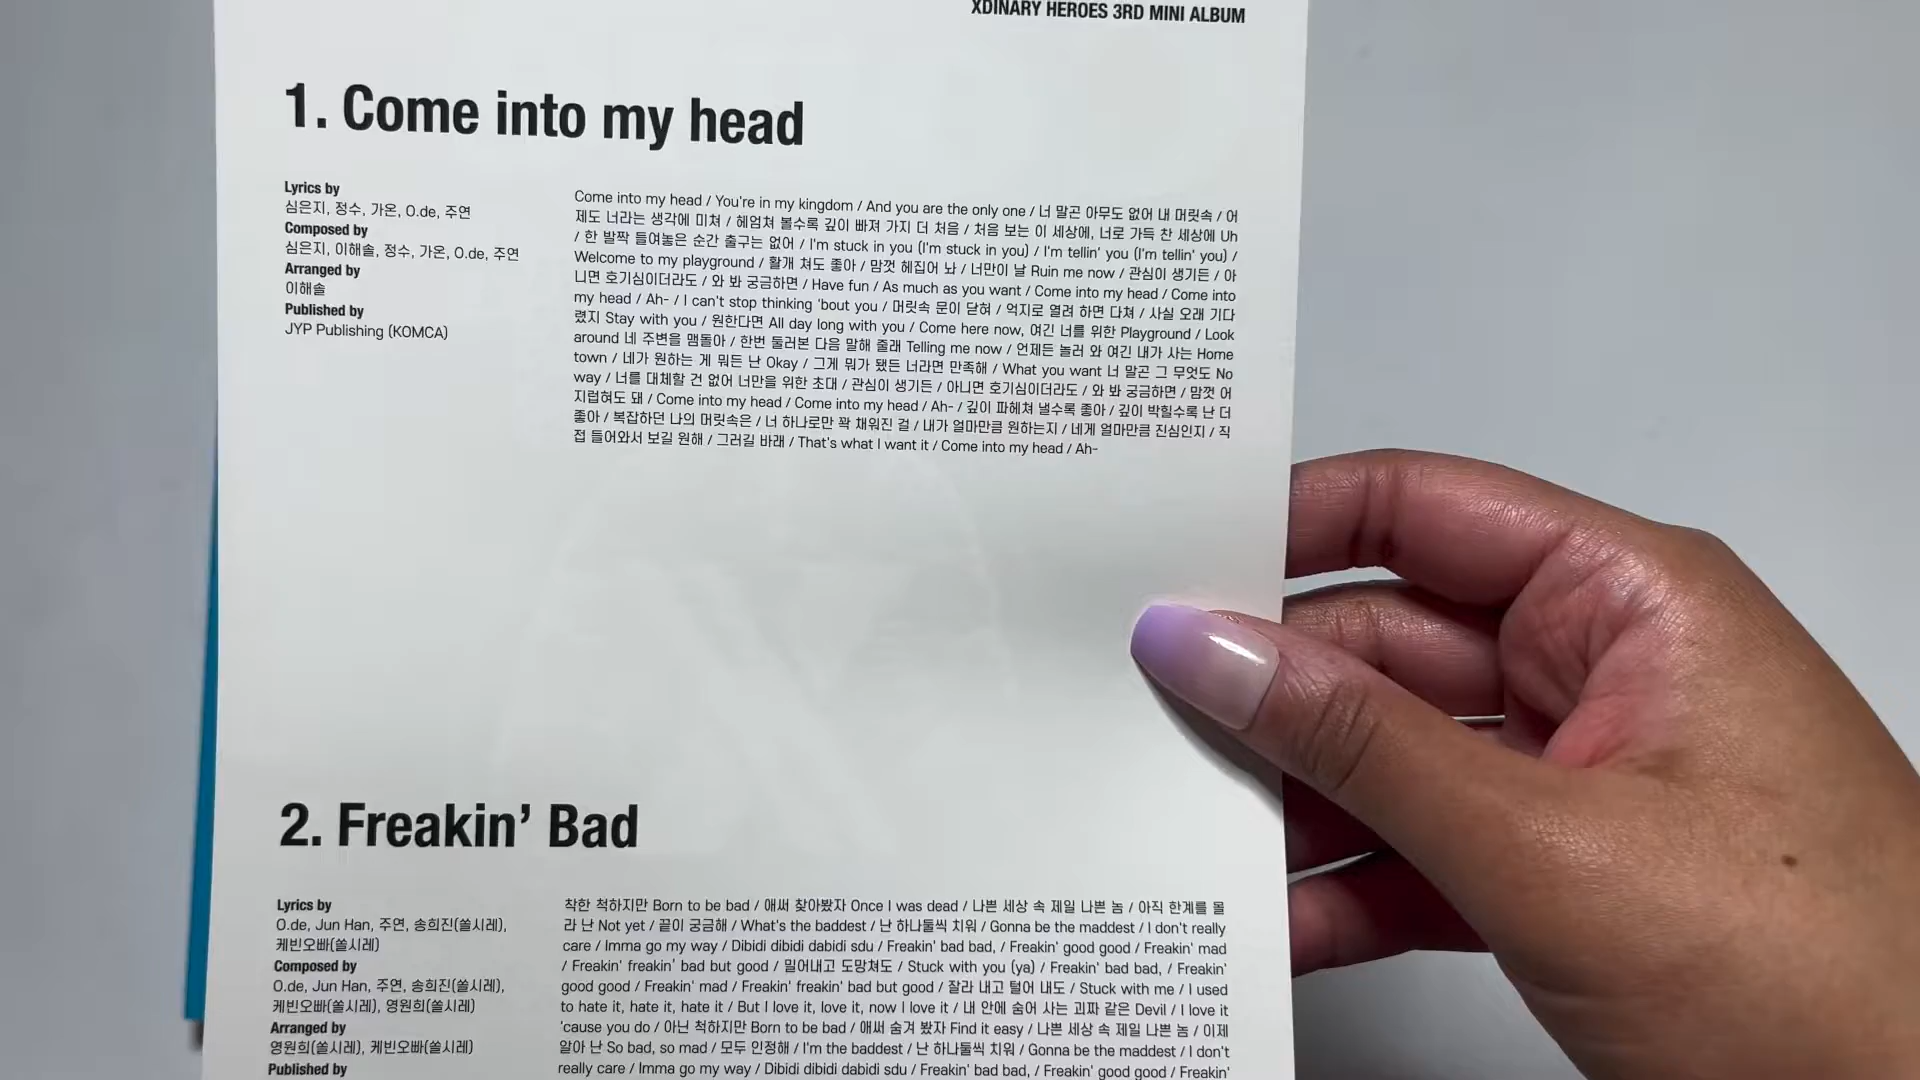 XDINARY HEROES 3RD MINI ALBUM
1. Come into my head
Lyrics by
심은지, 정수, 가온, O.de, 주연
Composed by
심은지, 이해솔, 정수, 가온, O.de, 주연
Arranged by
이해솔
Published by
JYP Publishing (KOMCA)
Come into my head / You're in my kingdom / And you are the only one / 너 말곤 아무도 없어 내 머릿속 / 어
제도 너라는 생각에 미쳐 / 헤엄쳐 볼수록 깊이 빠져 가지 더 처음 / 처음 보는 이 세상에, 너로 가득 찬 세상에 Uh
/ 한 발짝 들여놓은 순간 출구는 없어 / I'm stuck in you (I'm stuck in you) / I'm tellin' you (I'm tellin' you) /
Welcome to my playground / 활개 쳐도 좋아 / 맘껏 헤집어 놔 / 너만이 날 Ruin me now / 관심이 생기든 / 아
니면 호기심이더라도 / 와 봐 궁금하면 / Have fun / As much as you want / Come into my head / Come into
my head / Ah- / I can't stop thinking 'bout you / 머릿속 문이 닫혀 / 억지로 열려 하면 다쳐 / 사실 오래 기다
렸지 Stay with you / 원한다면 All day long with you / Come here now, 여긴 너를 위한 Playground / Look
around 네 주변을 맴돌아 / 한번 둘러본 다음 말해 줄래 Telling me now / 언제든 놀러 와 여긴 내가 사는 Home
town / 네가 원하는 게 뭐든 난 Okay / 그게 뭐가 됐든 너라면 만족해 / What you want 너 말곤 그 무엇도 No
way / 너를 대체할 건 없어 너만을 위한 초대 / 관심이 생기든 / 아니면 호기심이더라도 / 와 봐 궁금하면 / 맘껏 어
지럽혀도 돼 / Come into my head / Come into my head / Ah- / 깊이 파헤쳐 낼수록 좋아 / 깊이 박힐수록 난 더
좋아 / 복잡하던 나의 머릿속은 / 너 하나로만 꽉 채워진 걸 / 내가 얼마만큼 원하는지 / 네게 얼마만큼 진심인지 / 직
접 들어와서 보길 원해 / 그러길 바래 / That's what I want it / Come into my head / Ah-
2. Freakin' Bad
Lyrics by
O.de, Jun Han, 주연, 송희진(쏠시레),
케빈오빠(쏠시레)
Composed by
O.de, Jun Han, 주연, 송희진(쏠시레),
케빈오빠(쏠시레), 영원희(쏠시레)
Arranged by
영원희(쏠시레), 케빈오빠(쏠시레)
Published by
착한 척하지만 Born to be bad / 애써 찾아봤자 Once I was dead / 나쁜 세상 속 제일 나쁜 놈 / 아직 한계를 몰
라 난 Not yet / 끝이 궁금해 / What's the baddest / 난 하나둘씩 치워 / Gonna be the maddest / I don't really
care / Imma go my way / Dibidi dibidi dabidi sdu / Freakin' bad bad, / Freakin' good good / Freakin' mad
/ Freakin' freakin' bad but good / 밀어내고 도망쳐도 / Stuck with you (ya) / Freakin' bad bad, / Freakin'
good good / Freakin' mad / Freakin' freakin' bad but good / 잘라 내고 털어 내도 / Stuck with me / I used
to hate it, hate it, hate it / But I love it, love it, now I love it / 내 안에 숨어 사는 괴짜 같은 Devil / I love it
'cause you do / 아닌 척하지만 Born to be bad / 애써 숨겨 봤자 Find it easy / 나쁜 세상 속 제일 나쁜 놈 / 이제
알아 난 So bad, so mad / 모두 인정해 / I'm the baddest / 난 하나둘씩 치워 / Gonna be the maddest / I don't
really care / Imma go my way / Dibidi dibidi dabidi sdu / Freakin' bad bad, / Freakin' good good / Freakin'